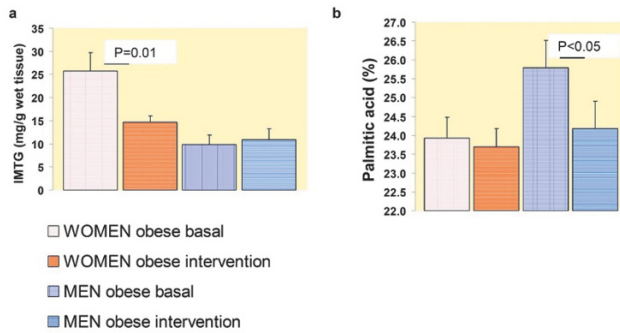 a
IMTG (mg/g wet tissue)
35
30
25
20
15
10
5
0
P=0.01
b
Palmitic acid (%)
27.0
26.5
26.0
25.5
25.0
24.5
24.0
23.5
23.0
22.5
22.0
P<0.05
WOMEN obese basal
WOMEN obese intervention
MEN obese basal
MEN obese intervention